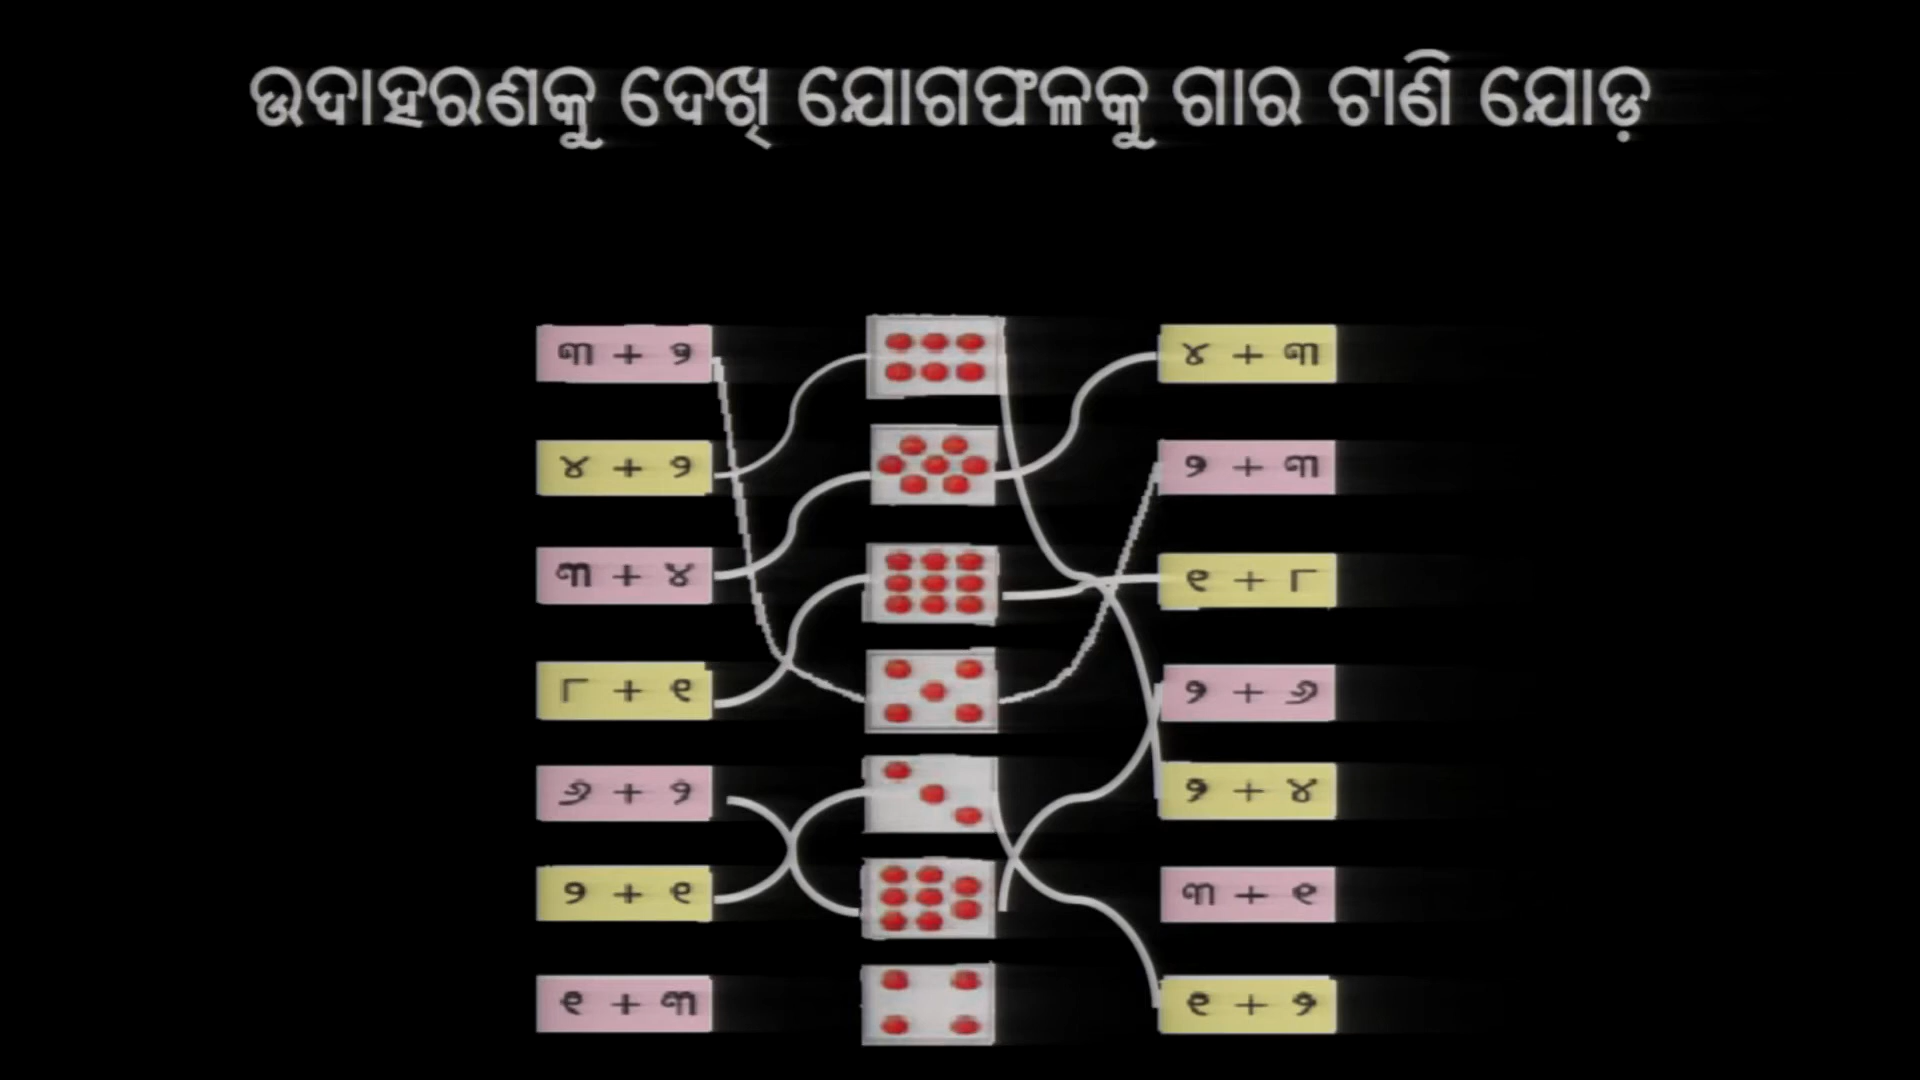 ଉଦାହରଣକୁ ଦେଖି ଯୋଗଫଳକୁ ଗାର ଟାଣି ଯୋଡ଼
୩ + ୨
୪ + ୩
୪ + ୨
୨ + ୩
୩ + ୪
୧ + ୮
୮ + ୧
୨ + ୬
୬ + ୨
୨ + ୪
୨ + ୧
୩ + ୧
୧ + ୩
୧ + ୨